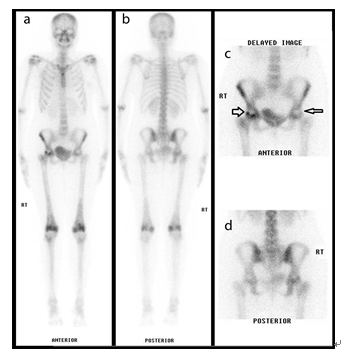 a
b
DELAYED IMAGE
c
RT
ANTERIOR
RT
RT
d
RT
POSTERIOR
ANTERIOR
POSTERIOR